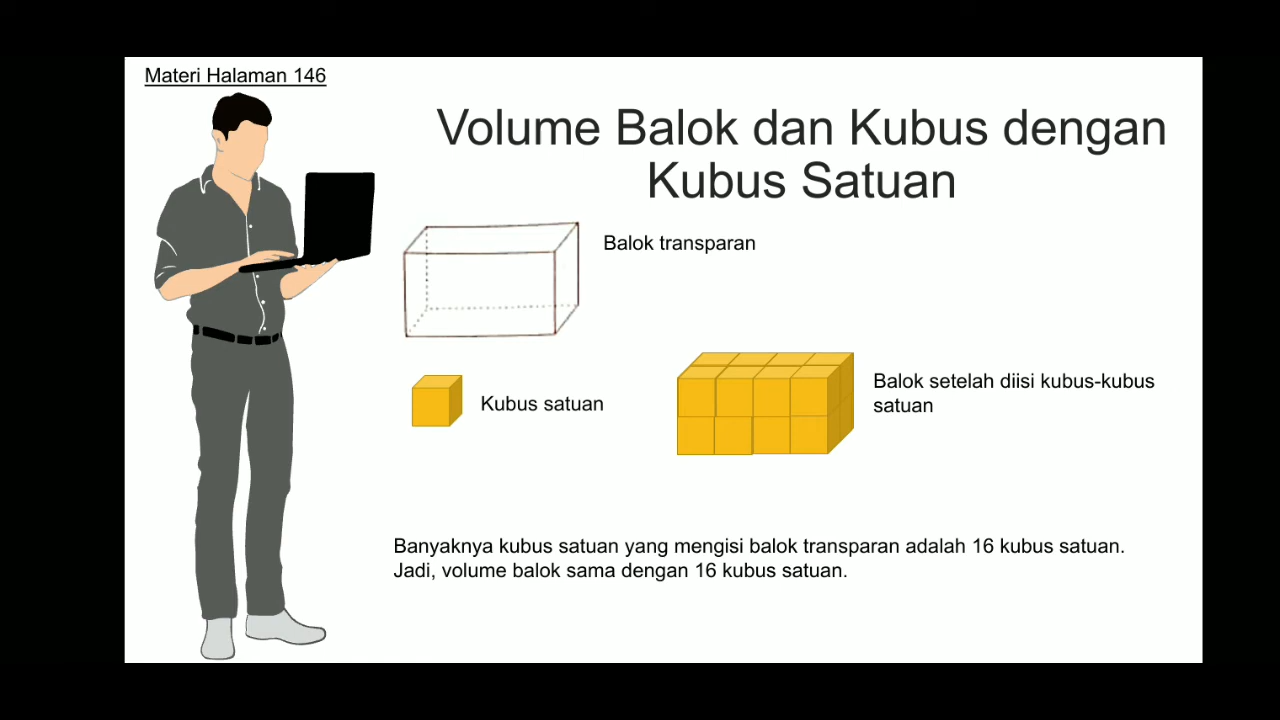 Materi Halaman 146
Volume Balok dan Kubus dengan
Kubus Satuan
Balok transparan
Kubus satuan
Balok setelah diisi kubus-kubus
satuan
Banyaknya kubus satuan yang mengisi balok transparan adalah 16 kubus satuan.
Jadi, volume balok sama dengan 16 kubus satuan.